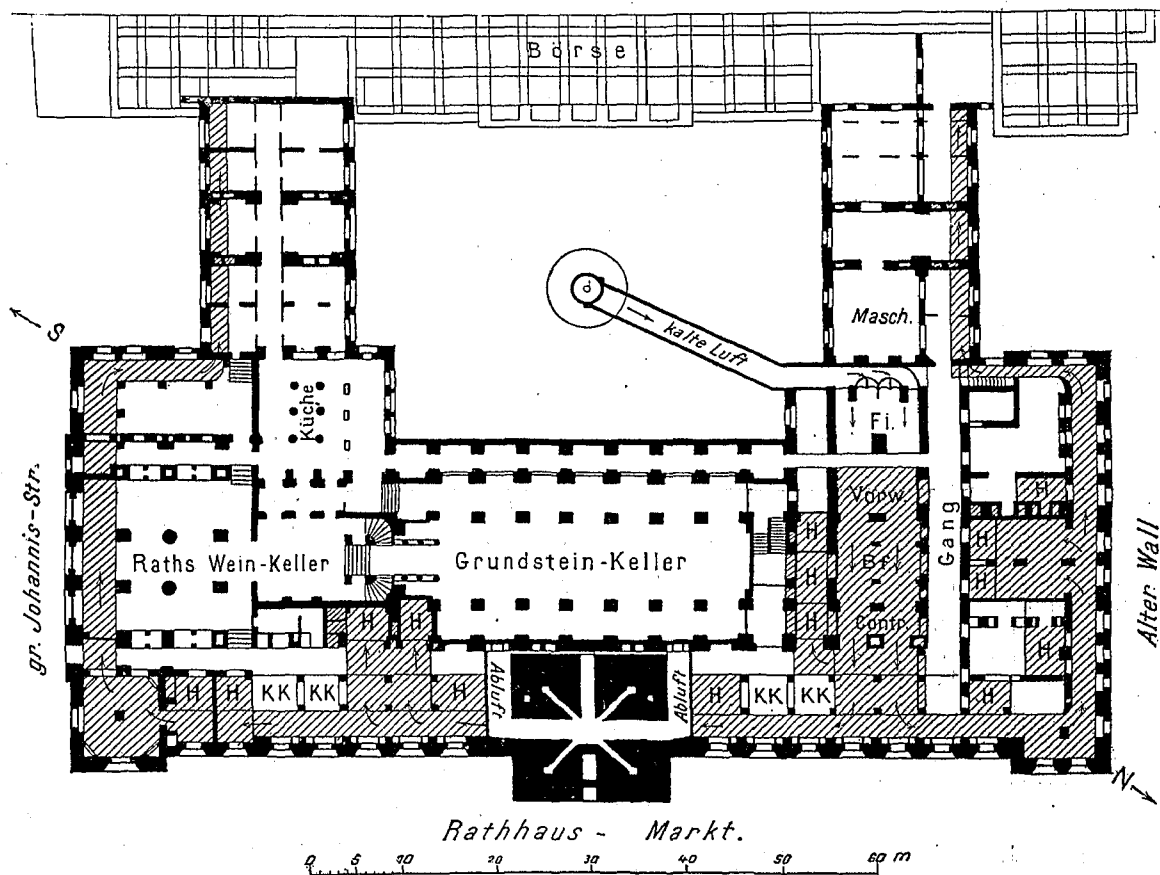 Börse
S
Masch.
d
kalte Luft
Küche
Fi.
gr. Johannis-Str.
Vorw.
H
Gang
H
Raths Wein-Keller
Grundstein-Keller
H
Bf.
H
Alter Wall
H
H
H
Contr.
H
Abluft
Abluft
H
H
KK
KK
H
H
KK
KK
H
N
Rathhaus - Markt.
0 5 10 20 30 40 50 60 m